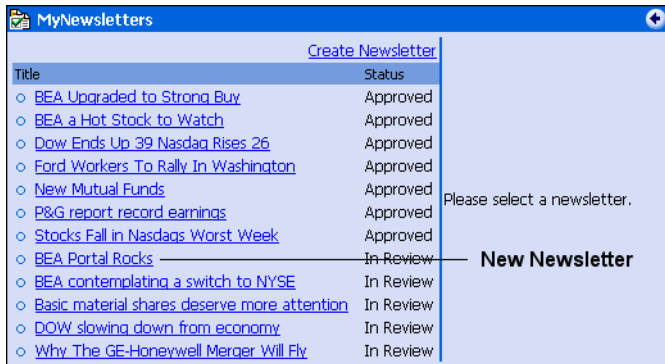 MyNewsletters
Create Newsletter
Title Status
BEA Upgraded to Strong Buy Approved
BEA a Hot Stock to Watch Approved
Dow Ends Up 39 Nasdaq Rises 26 Approved
Ford Workers To Rally In Washington Approved
New Mutual Funds Approved
Please select a newsletter.
P&G report record earnings Approved
Stocks Fall in Nasdaqs Worst Week Approved
BEA Portal Rocks In Review New Newsletter
BEA contemplating a switch to NYSE In Review
Basic material shares deserve more attention In Review
DOW slowing down from economy In Review
Why The GE-Honeywell Merger Will Fly In Review